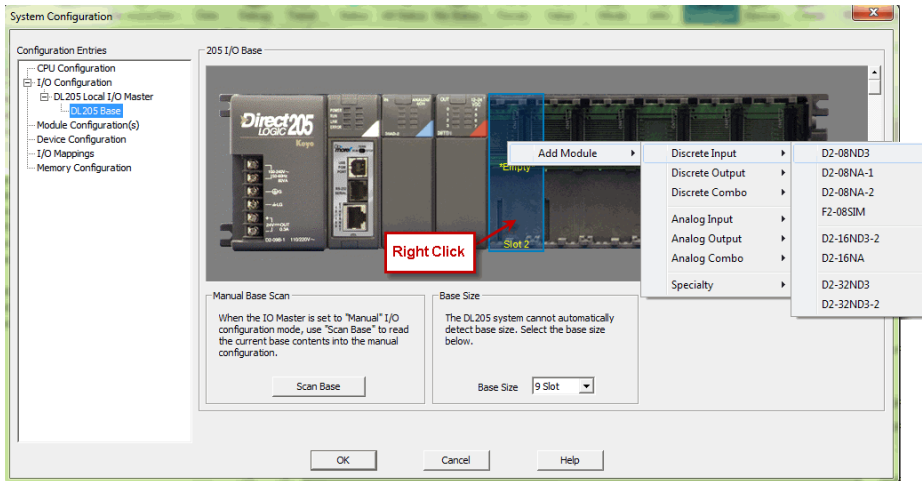 System Configuration
Configuration Entries
CPU Configuration
I/O Configuration
DL205 Local I/O Master
DL205 Base
Module Configuration(s)
Device Configuration
I/O Mappings
Memory Configuration
205 I/O Base
Direct
LOGIC 205
Koyo
*Empty
Slot 2
Right Click
Add Module
Discrete Input
Discrete Output
Discrete Combo
Analog Input
Analog Output
Analog Combo
Specialty
D2-08ND3
D2-08NA-1
D2-08NA-2
F2-08SIM
D2-16ND3-2
D2-16NA
D2-32ND3
D2-32ND3-2
Manual Base Scan
When the IO Master is set to "Manual" I/O
configuration mode, use "Scan Base" to read
the current base contents into the manual
configuration.
Scan Base
Base Size
The DL205 system cannot automatically
detect base size. Select the base size
below.
Base Size 9 Slot
OK
Cancel
Help